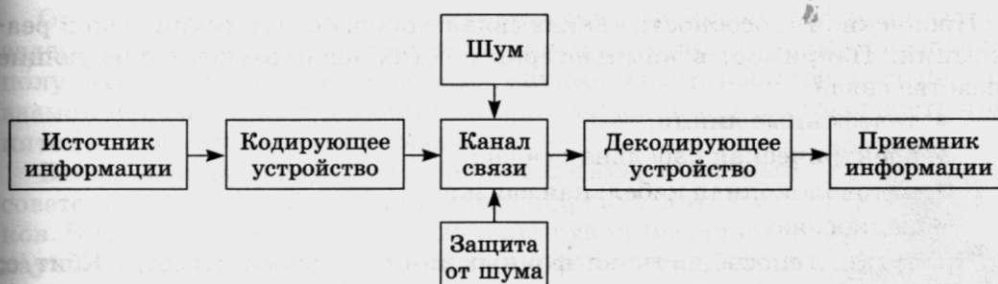 Шум
Источник
информации
Кодирующее
устройство
Канал
связи
Декодирующее
устройство
Приемник
информации
Защита
от шума